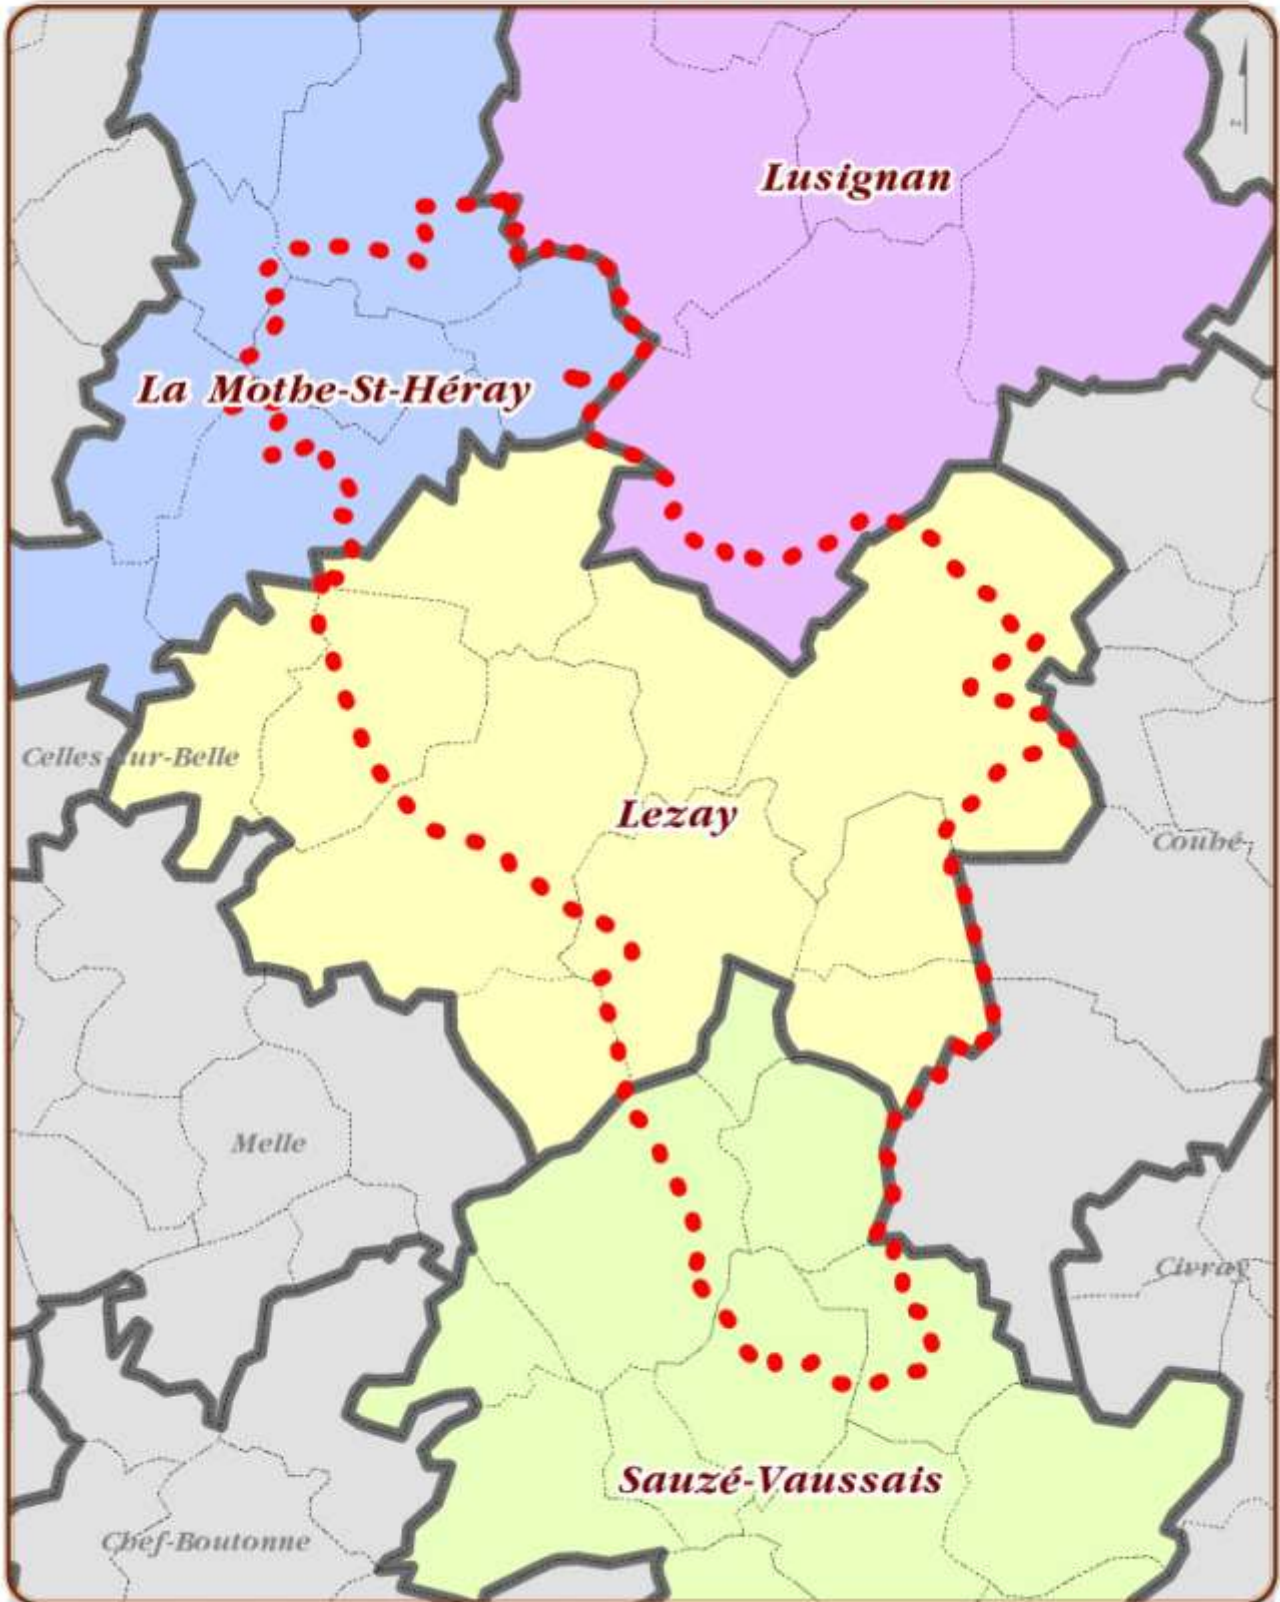 Lusignan
La Mothe-St-Héray
Celles-sur-Belle
Lezay
Couhé
Melle
Civray
Sauzé-Vaussais
Chef-Boutonne